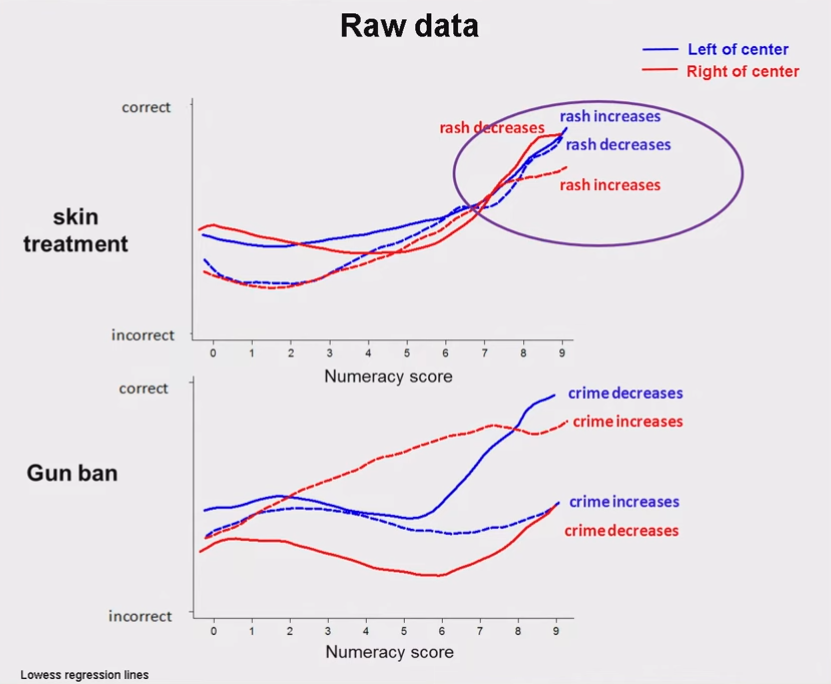 Raw data
Left of center
Right of center
correct
rash increases
rash decreases
rash decreases
rash increases
skin
treatment
incorrect
0 1 2 3 4 5 6 7 8 9
Numeracy score
correct
crime decreases
crime increases
Gun ban
crime increases
crime decreases
incorrect
0 1 2 3 4 5 6 7 8 9
Numeracy score
Lowess regression lines